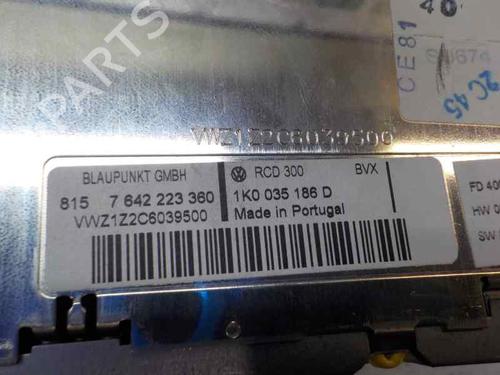 40
CE81
2C45
VWZ1Z2C6039500
BLAUPUNKT GMBH
RCD 300
BVX
815 7 642 223 360
1K0 035 186 D
VWZ1Z2C6039500
Made in Portugal
FD 40
HW 0
SW